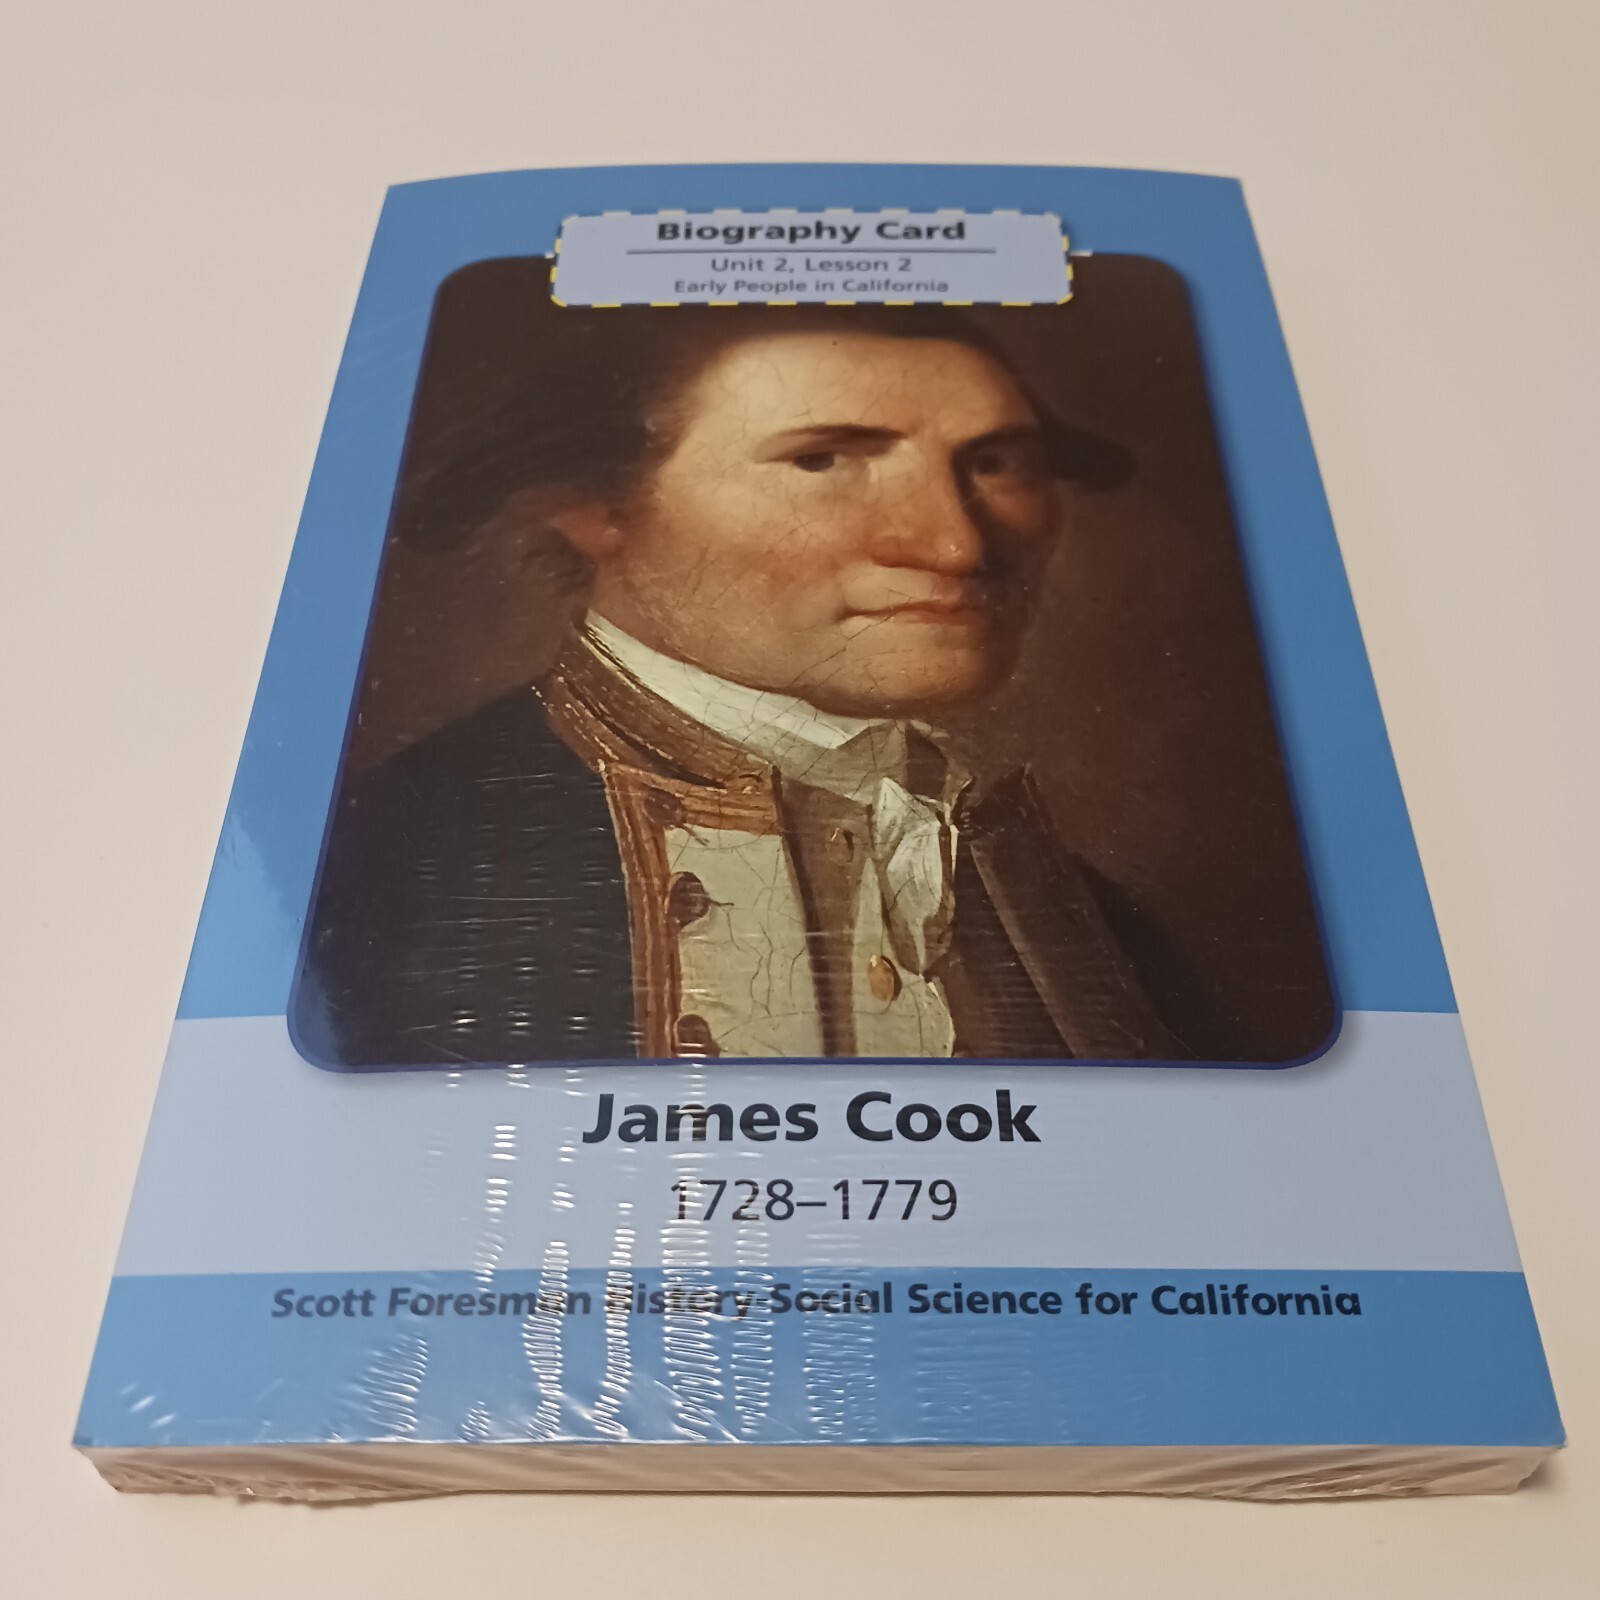 Biography Card
Unit 2, Lesson 2
Early People in California
James Cook
1728–1779
Scott Foresman History-Social Science for California